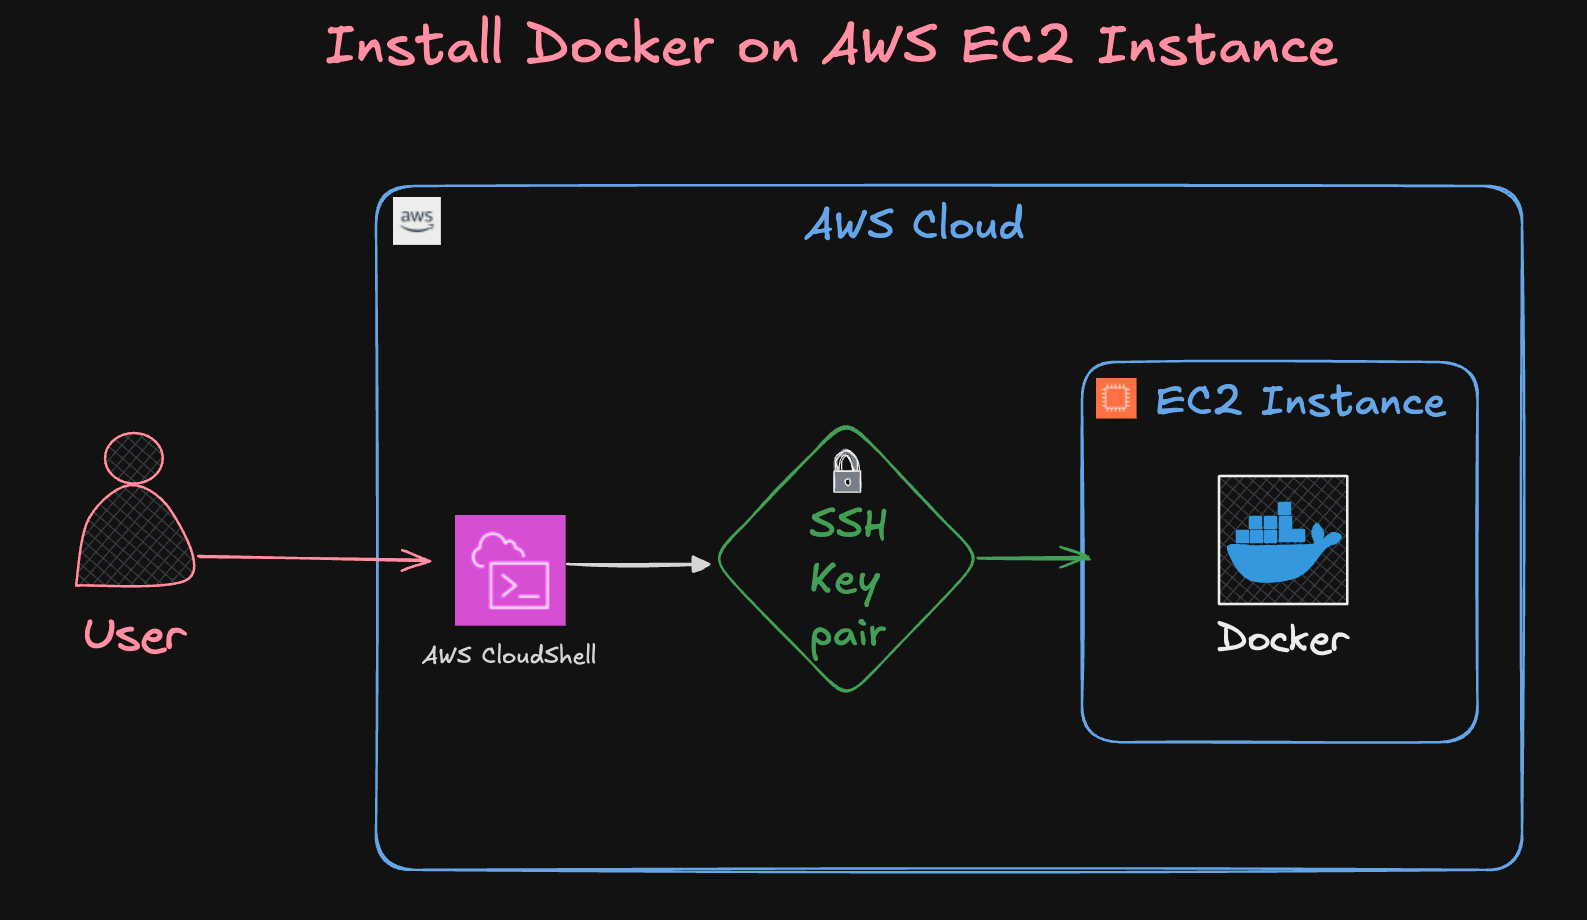 Install Docker on AWS EC2 Instance
aws
AWS Cloud
EC2 Instance
SSH
Key
pair
User
AWS CloudShell
Docker